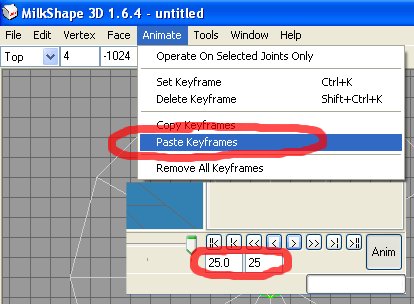 MilkShape 3D 1.6.4 - untitled
File Edit Vertex Face Animate Tools Window Help
Top 4 -1024
Operate On Selected Joints Only
Set Keyframe Ctrl+K
Delete Keyframe Shift+Ctrl+K
Copy Keyframes
Paste Keyframes
Remove All Keyframes
|< |< << < > >> >| >|
Anim
25.0 25